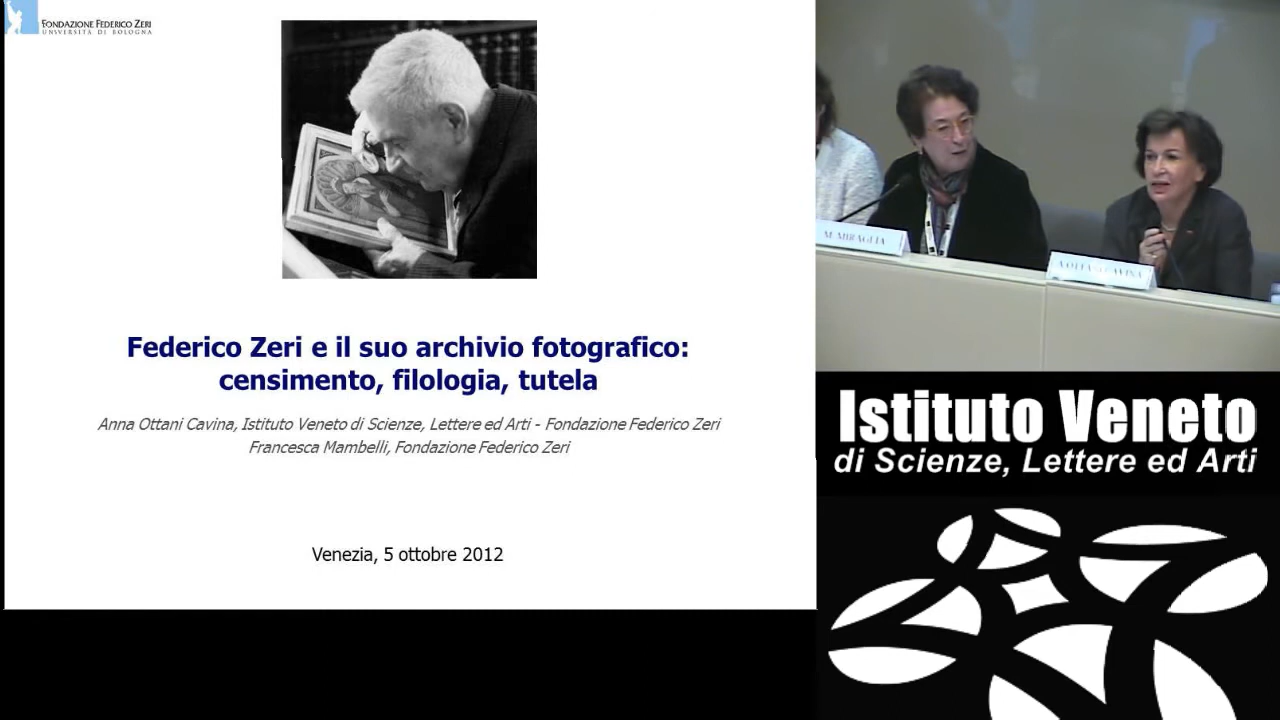 FONDAZIONE FEDERICO ZERI
UNIVERSITÀ DI BOLOGNA
Federico Zeri e il suo archivio fotografico:
censimento, filologia, tutela
Anna Ottani Cavina, Istituto Veneto di Scienze, Lettere ed Arti - Fondazione Federico Zeri
Francesca Mambelli, Fondazione Federico Zeri
Venezia, 5 ottobre 2012
M. MIRAGLIA
CAVINA
Istituto Veneto
di Scienze, Lettere ed Arti